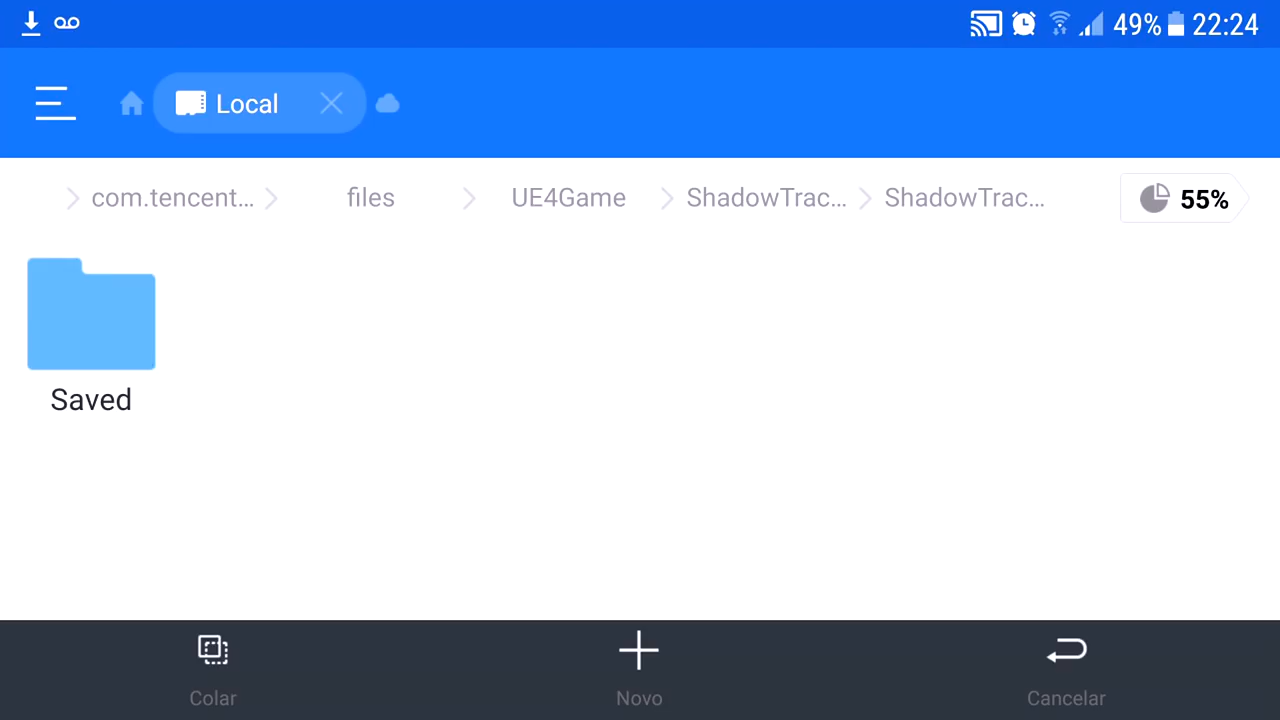 49% 22:24
Local
com.tencent... files UE4Game ShadowTrac... ShadowTrac... 55%
Saved
Colar Novo Cancelar